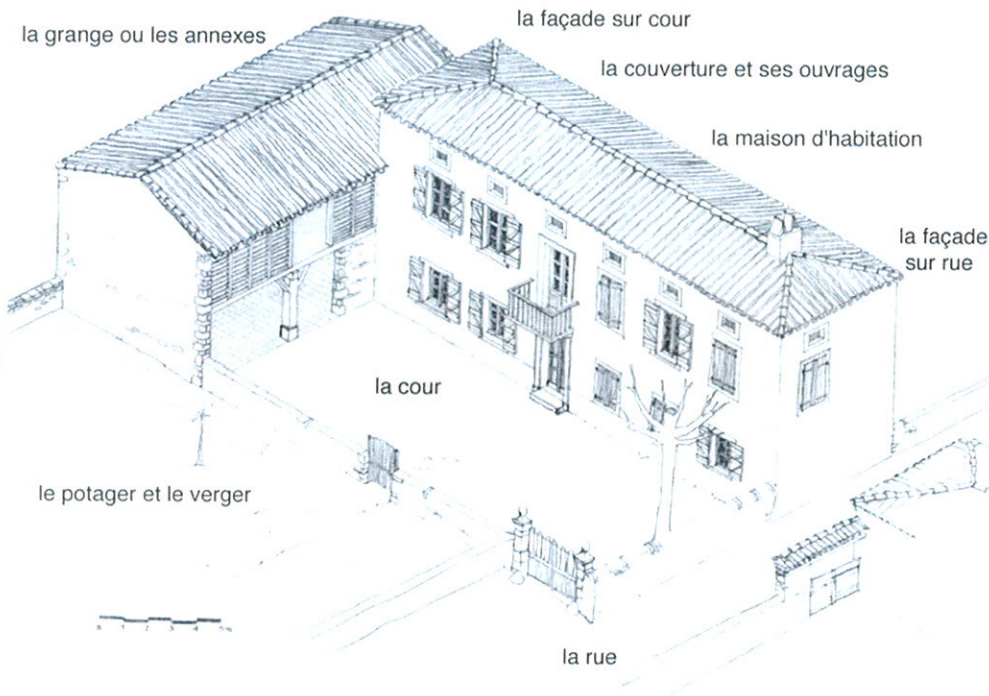 la façade sur cour
la grange ou les annexes
la couverture et ses ouvrages
la maison d'habitation
la façade
sur rue
la cour
le potager et le verger
la rue